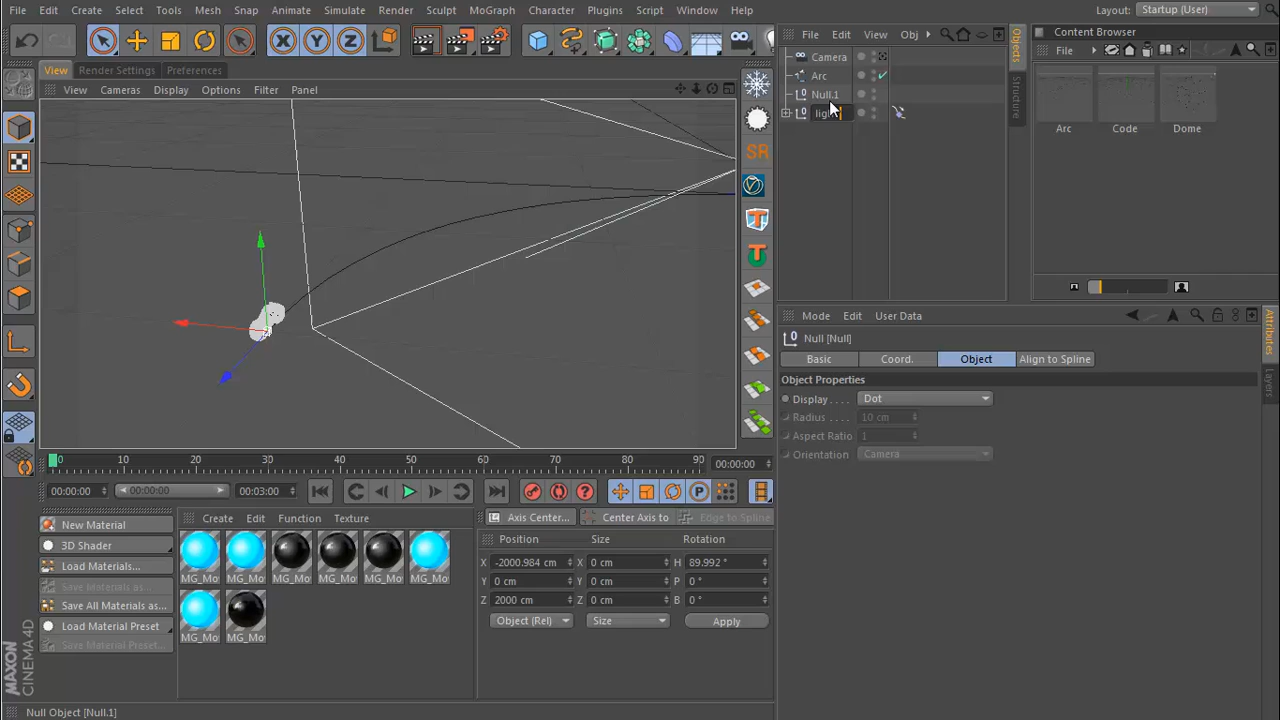 File Edit Create Select Tools Mesh Snap Animate Simulate Render Sculpt MoGraph Character Plugins Script Window Help
Layout: Startup (User)
View Render Settings Preferences
View Cameras Display Options Filter Panel
File Edit View Obj
Camera
Arc
Null.1
light
Objects
Structure
Content Browser
File
Arc Code Dome
SR
Mode Edit User Data
Null [Null]
Basic Coord. Object Align to Spline
Object Properties
Display . . . . Dot
Radius . . . . 10 cm
Aspect Ratio 1
Orientation Camera
Attributes
Layers
0 10 20 30 40 50 60 70 80 90 00:00:00
00:00:00 00:00:00 00:03:00
New Material
3D Shader
Load Materials...
Save Materials as...
Save All Materials as...
Load Material Preset
Save Material Preset...
Create Edit Function Texture
MG_Mo MG_Mo MG_Mo MG_Mo MG_Mo MG_Mo
MG_Mo MG_Mo
Axis Center... Center Axis to Edge to Spline
Position Size Rotation
X -2000.984 cm X 0 cm H 89.992 °
Y 0 cm Y 0 cm P 0 °
Z 2000 cm Z 0 cm B 0 °
Object (Rel) Size Apply
MAXON CINEMA4D
Null Object [Null.1]